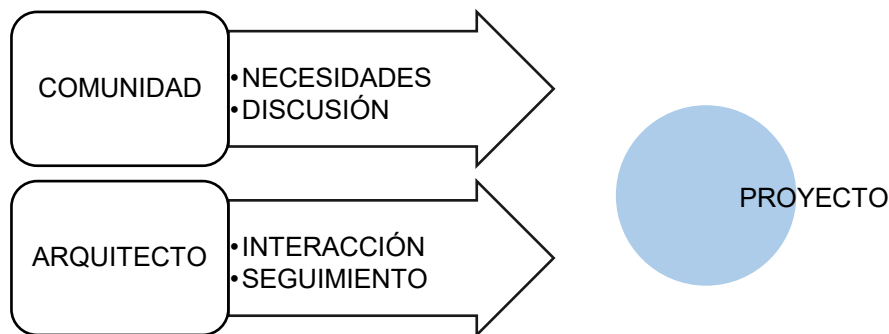 COMUNIDAD
•NECESIDADES
•DISCUSIÓN
ARQUITECTO
•INTERACCIÓN
•SEGUIMIENTO
PROYECTO